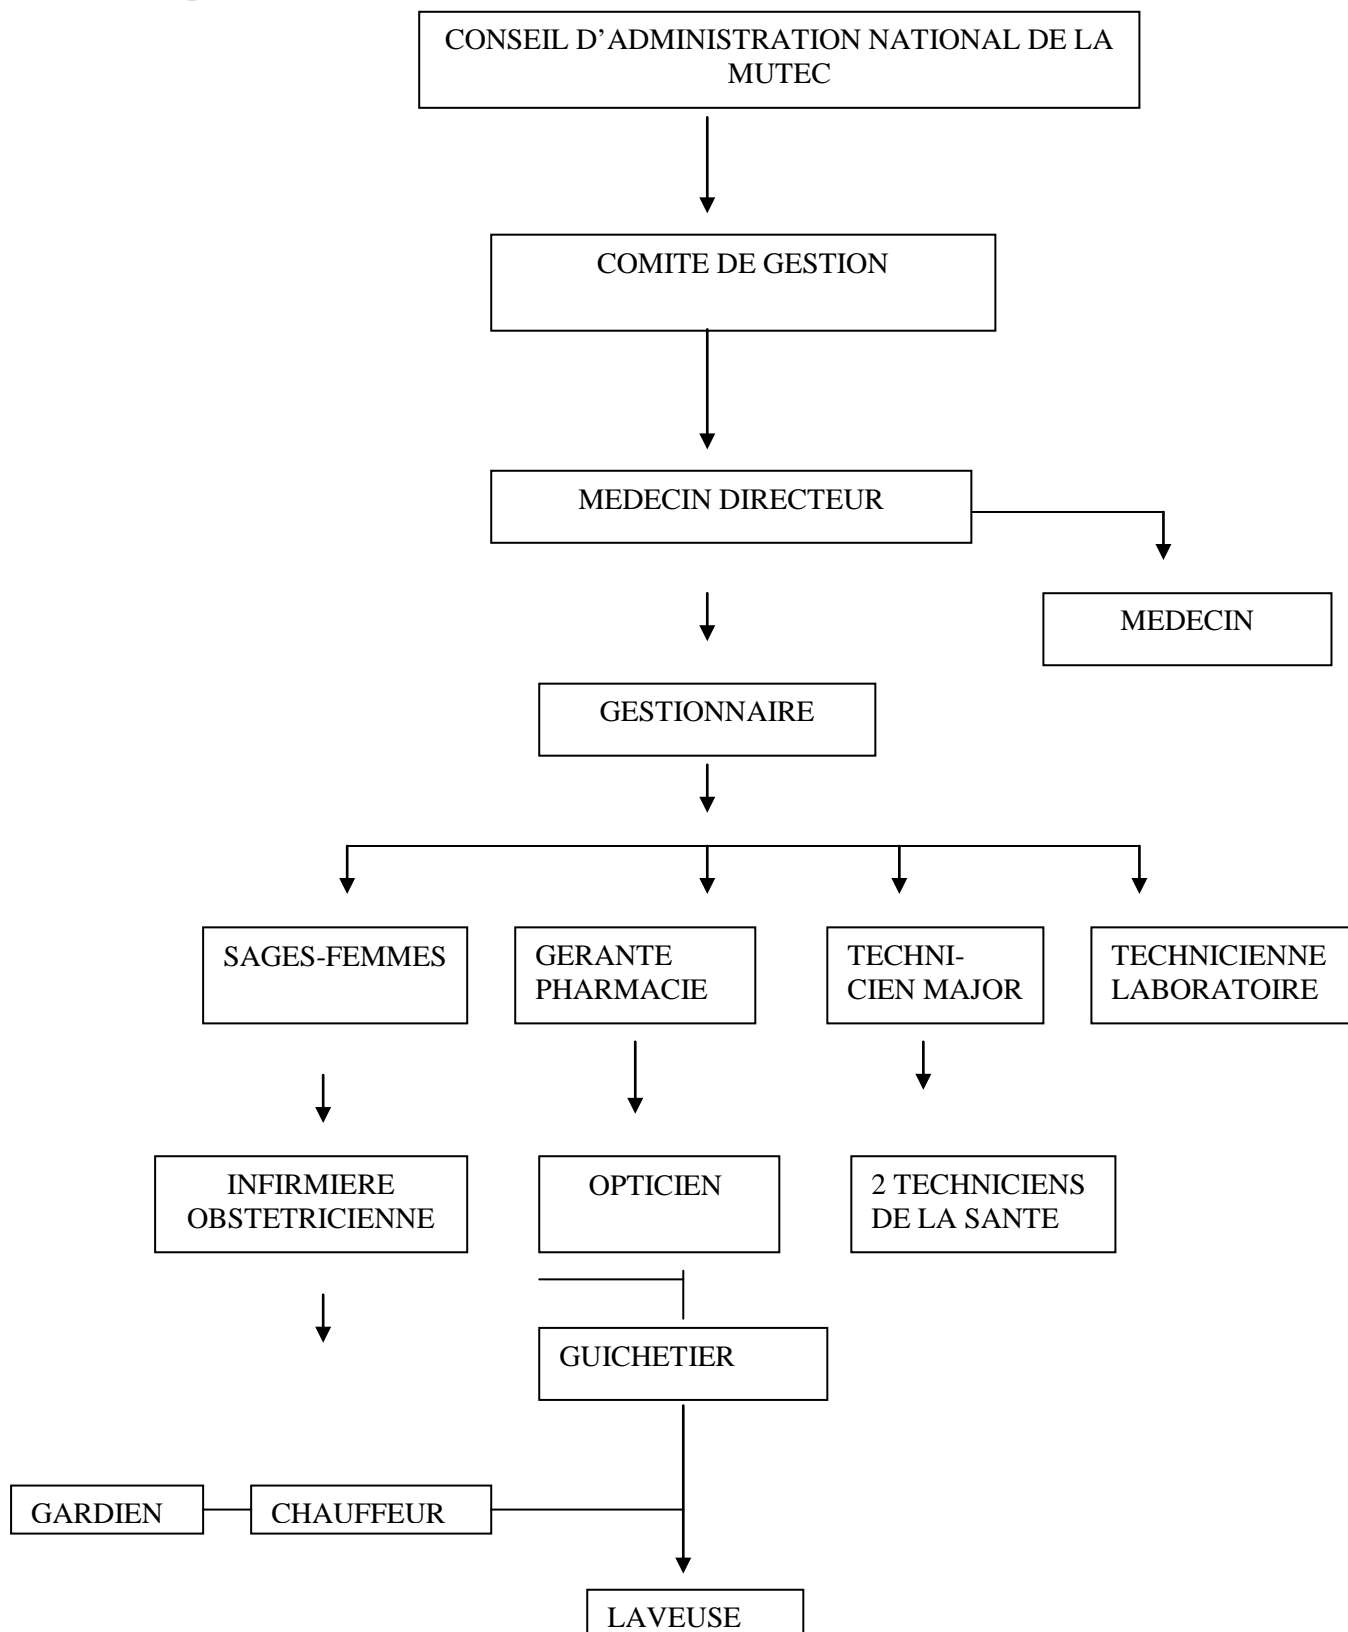 CONSEIL D'ADMINISTRATION NATIONAL DE LA
MUTEC
COMITE DE GESTION
MEDECIN DIRECTEUR
MEDECIN
GESTIONNAIRE
SAGES-FEMMES
GERANTE
PHARMACIE
TECHNI-
CIEN MAJOR
TECHNICIENNE
LABORATOIRE
INFIRMIERE
OBSTETRICIENNE
OPTICIEN
2 TECHNICIENS
DE LA SANTE
GUICHETIER
GARDIEN
CHAUFFEUR
LAVEUSE